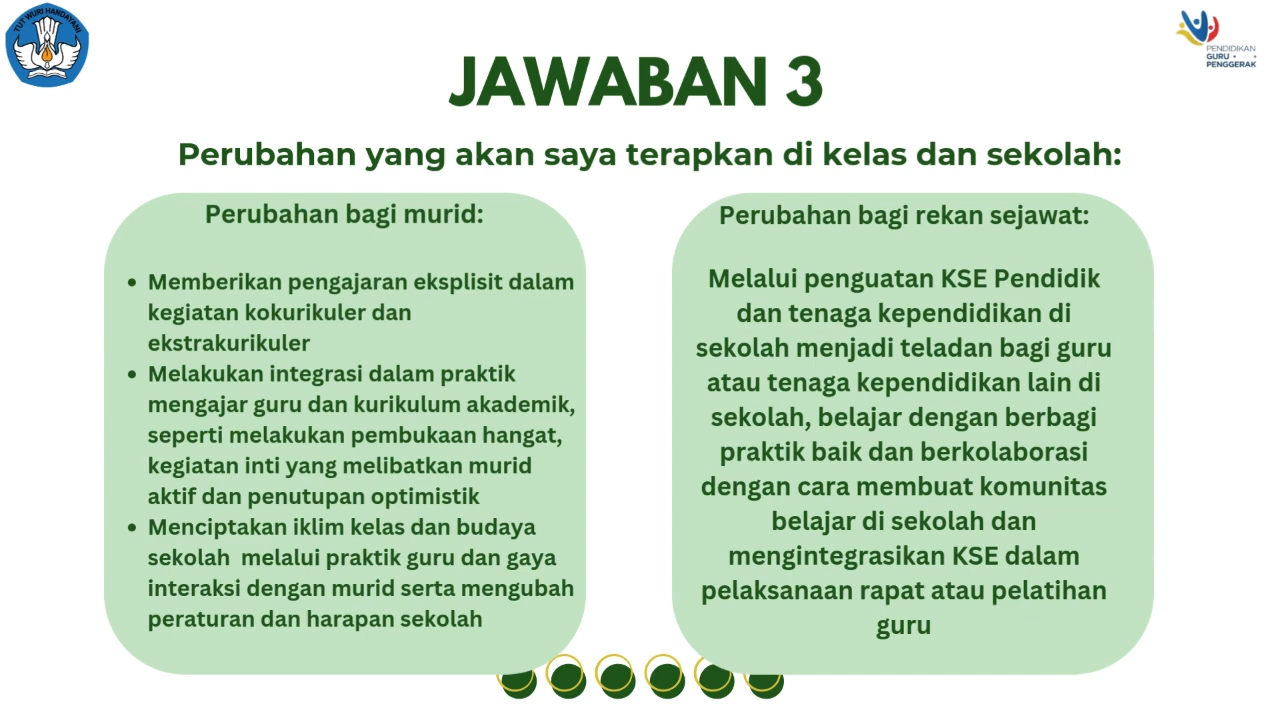 TUT WURI HANDAYANI
PENDIDIKAN
GURU
PENGGERAK
JAWABAN 3
Perubahan yang akan saya terapkan di kelas dan sekolah:
Perubahan bagi murid:
• Memberikan pengajaran eksplisit dalam
kegiatan kokurikuler dan
ekstrakurikuler
• Melakukan integrasi dalam praktik
mengajar guru dan kurikulum akademik,
seperti melakukan pembukaan hangat,
kegiatan inti yang melibatkan murid
aktif dan penutupan optimistik
• Menciptakan iklim kelas dan budaya
sekolah  melalui praktik guru dan gaya
interaksi dengan murid serta mengubah
peraturan dan harapan sekolah
Perubahan bagi rekan sejawat:
Melalui penguatan KSE Pendidik
dan tenaga kependidikan di
sekolah menjadi teladan bagi guru
atau tenaga kependidikan lain di
sekolah, belajar dengan berbagi
praktik baik dan berkolaborasi
dengan cara membuat komunitas
belajar di sekolah dan
mengintegrasikan KSE dalam
pelaksanaan rapat atau pelatihan
guru